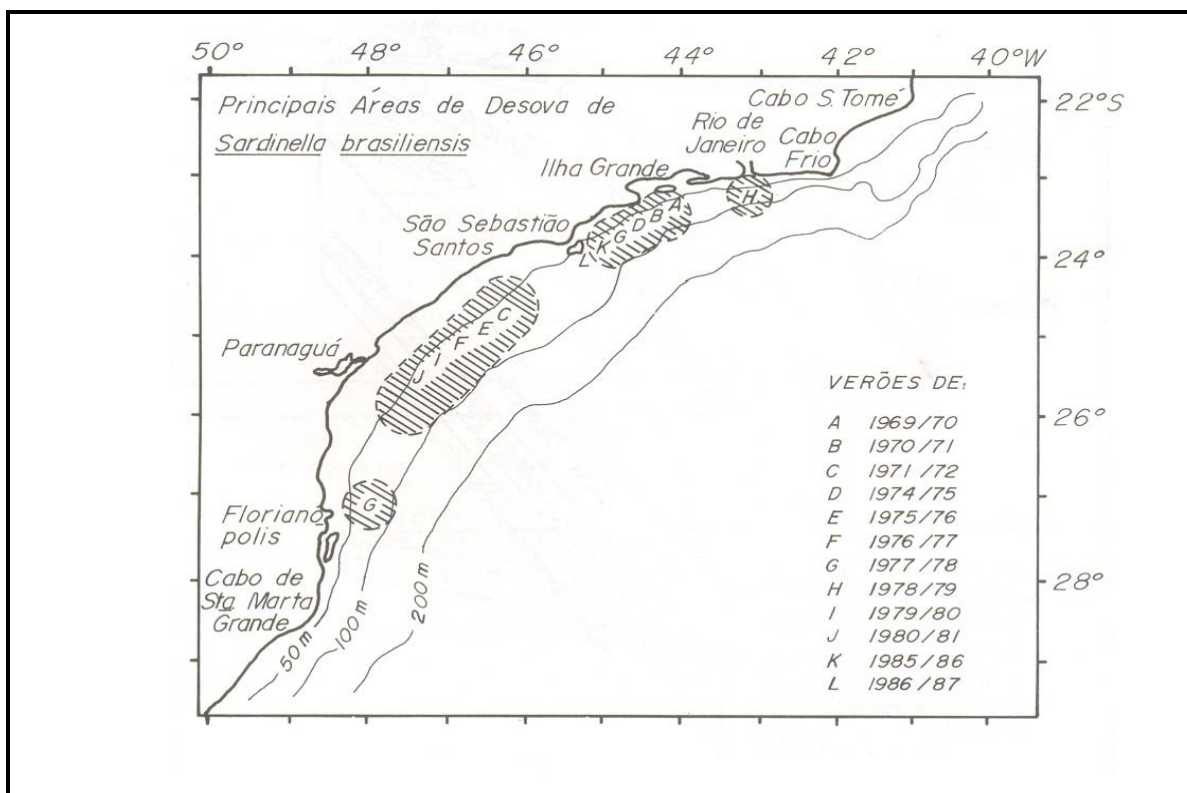 50° 48° 46° 44° 42° 40°W
Principais Áreas de Desova de
Sardinella brasiliensis
Cabo S. Tomé
22°S
Rio de
Janeiro
Cabo
Frio
Ilha Grande
H
A
B
D
G
K
L
São Sebastião
Santos
24°
C
E
F
I
J
Paranaguá
26°
G
Florianó
polis
Cabo de
Sta Marta
Grande
28°
50 m
100 m
200 m
VERÕES DE:
A 1969/70
B 1970/71
C 1971/72
D 1974/75
E 1975/76
F 1976/77
G 1977/78
H 1978/79
I 1979/80
J 1980/81
K 1985/86
L 1986/87